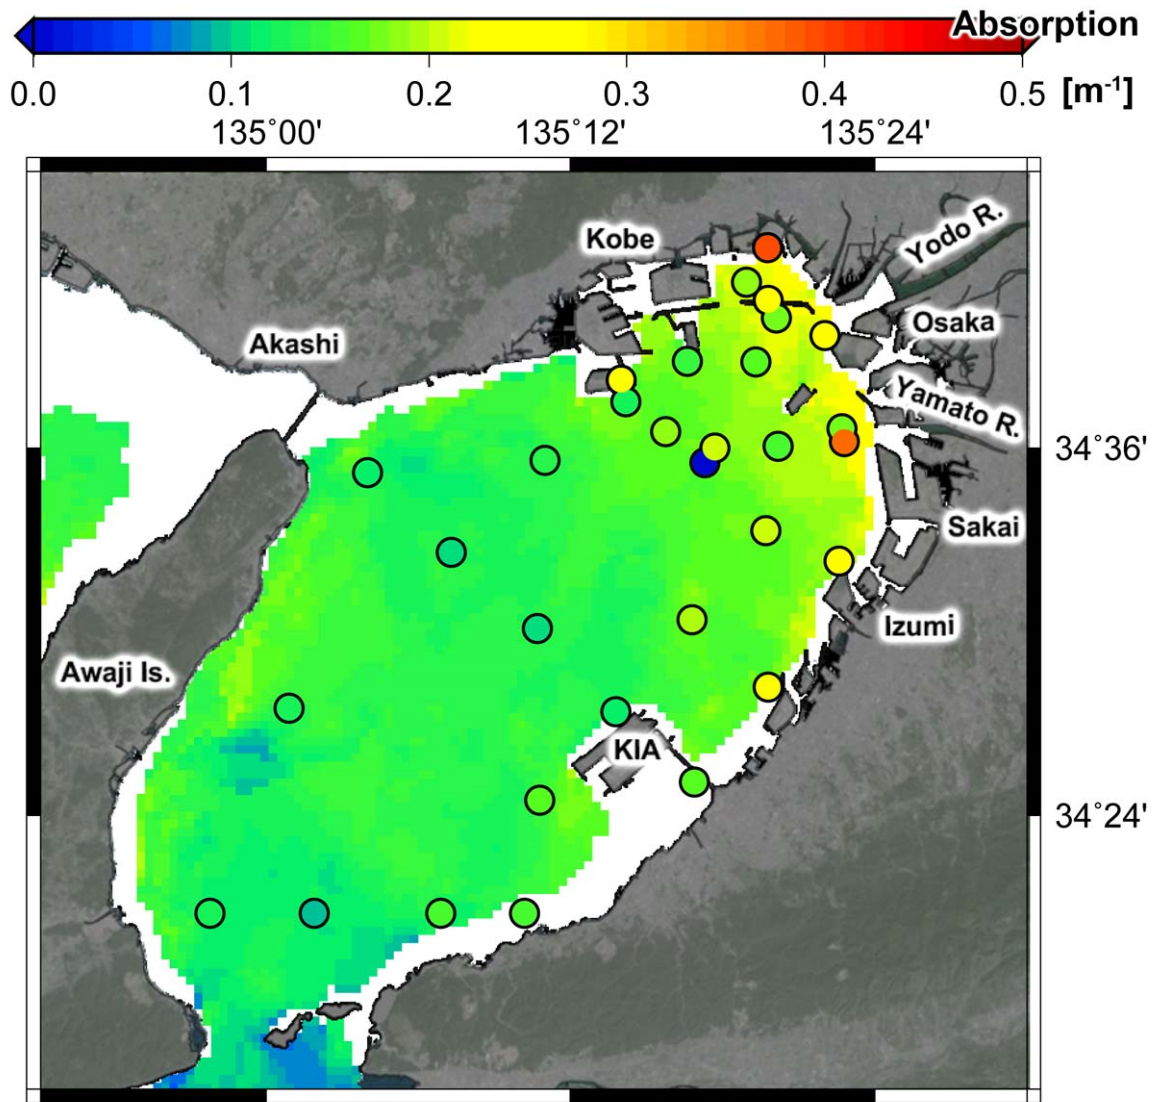 Absorption
0.0 0.1 0.2 0.3 0.4 0.5 [m⁻¹]
135°00' 135°12' 135°24'
Kobe
Yodo R.
Akashi
Osaka
Yamato R.
34°36'
Sakai
Izumi
Awaji Is.
KIA
34°24'